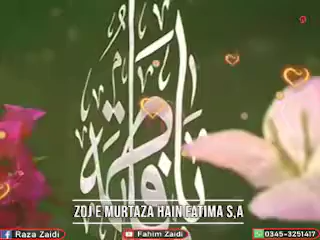 يا فاطمة
ZOJ E MURTAZA HAIN FATIMA S,A
Raza Zaidi
Fahim Zaidi
0345-3251417